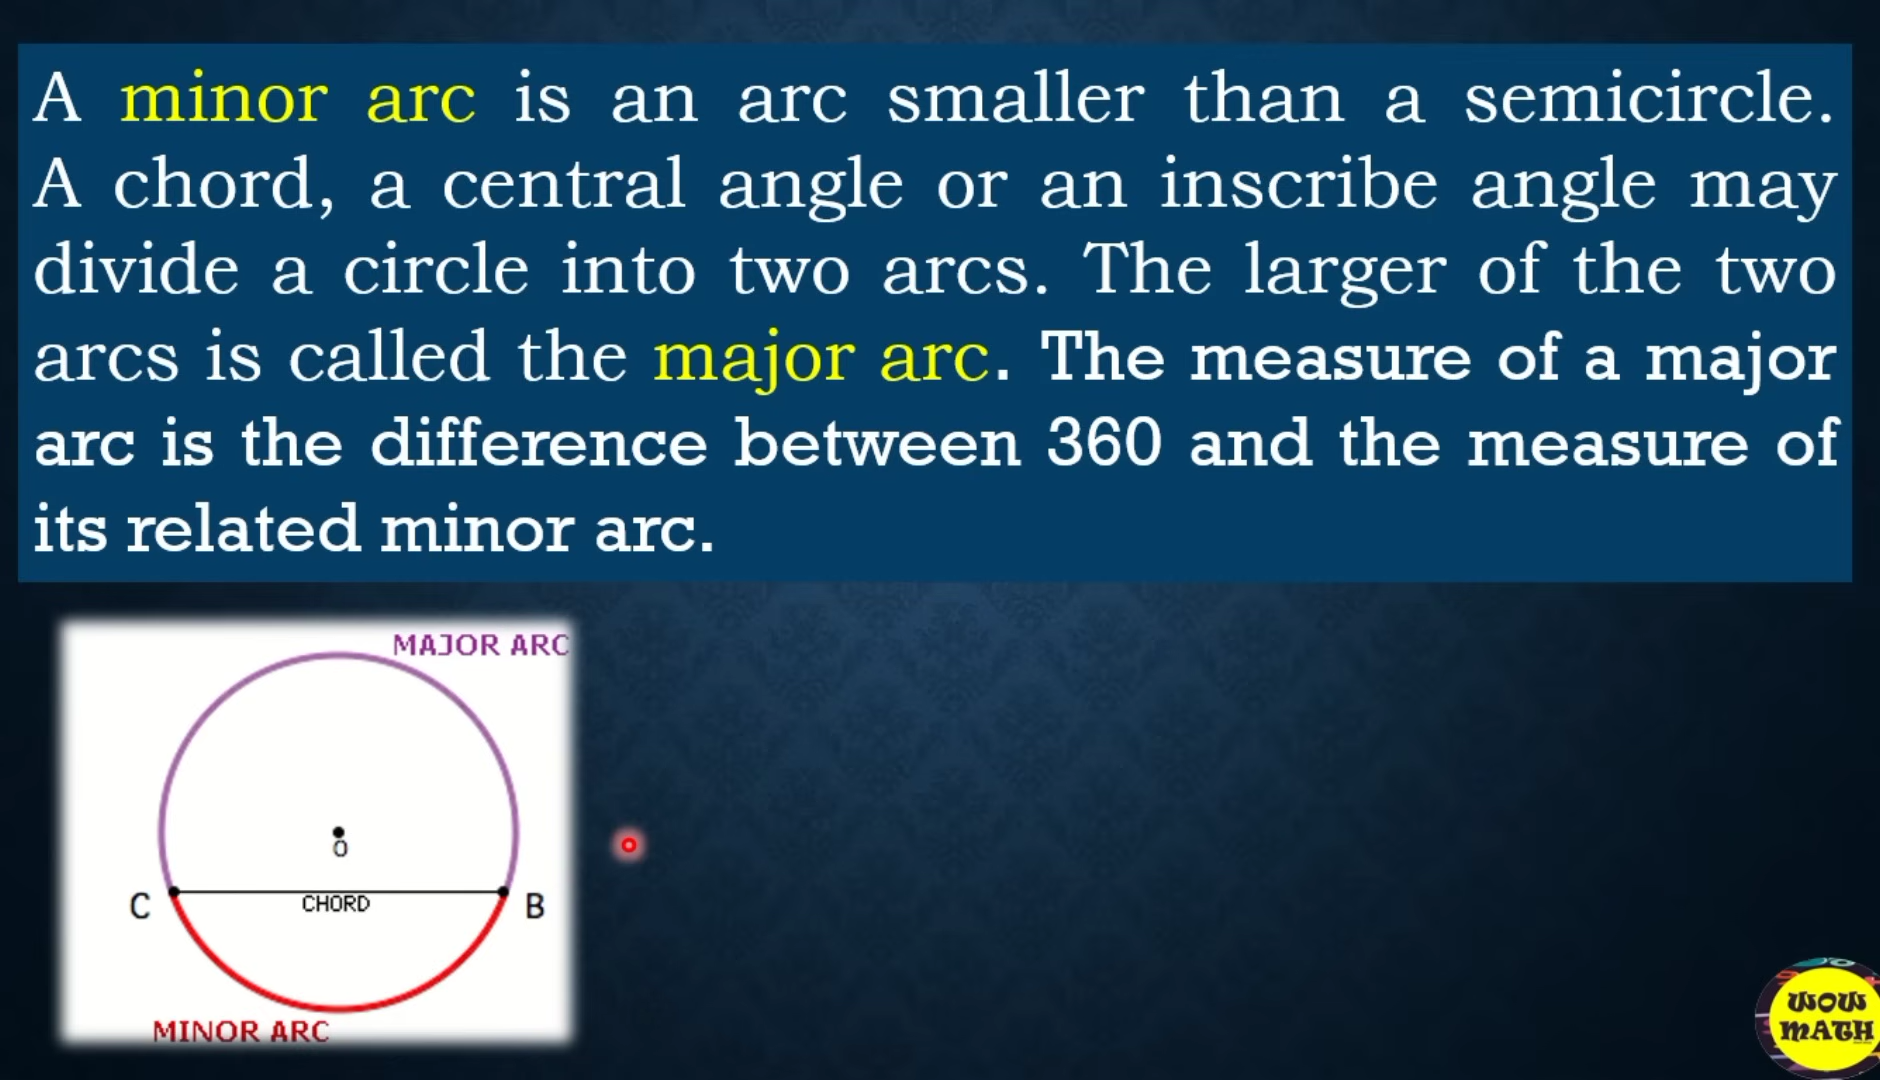 A minor arc is an arc smaller than a semicircle.
A chord, a central angle or an inscribe angle may
divide a circle into two arcs. The larger of the two
arcs is called the major arc. The measure of a major
arc is the difference between 360 and the measure of
its related minor arc.
MAJOR ARC
O
C
CHORD
B
MINOR ARC
WOW
MATH